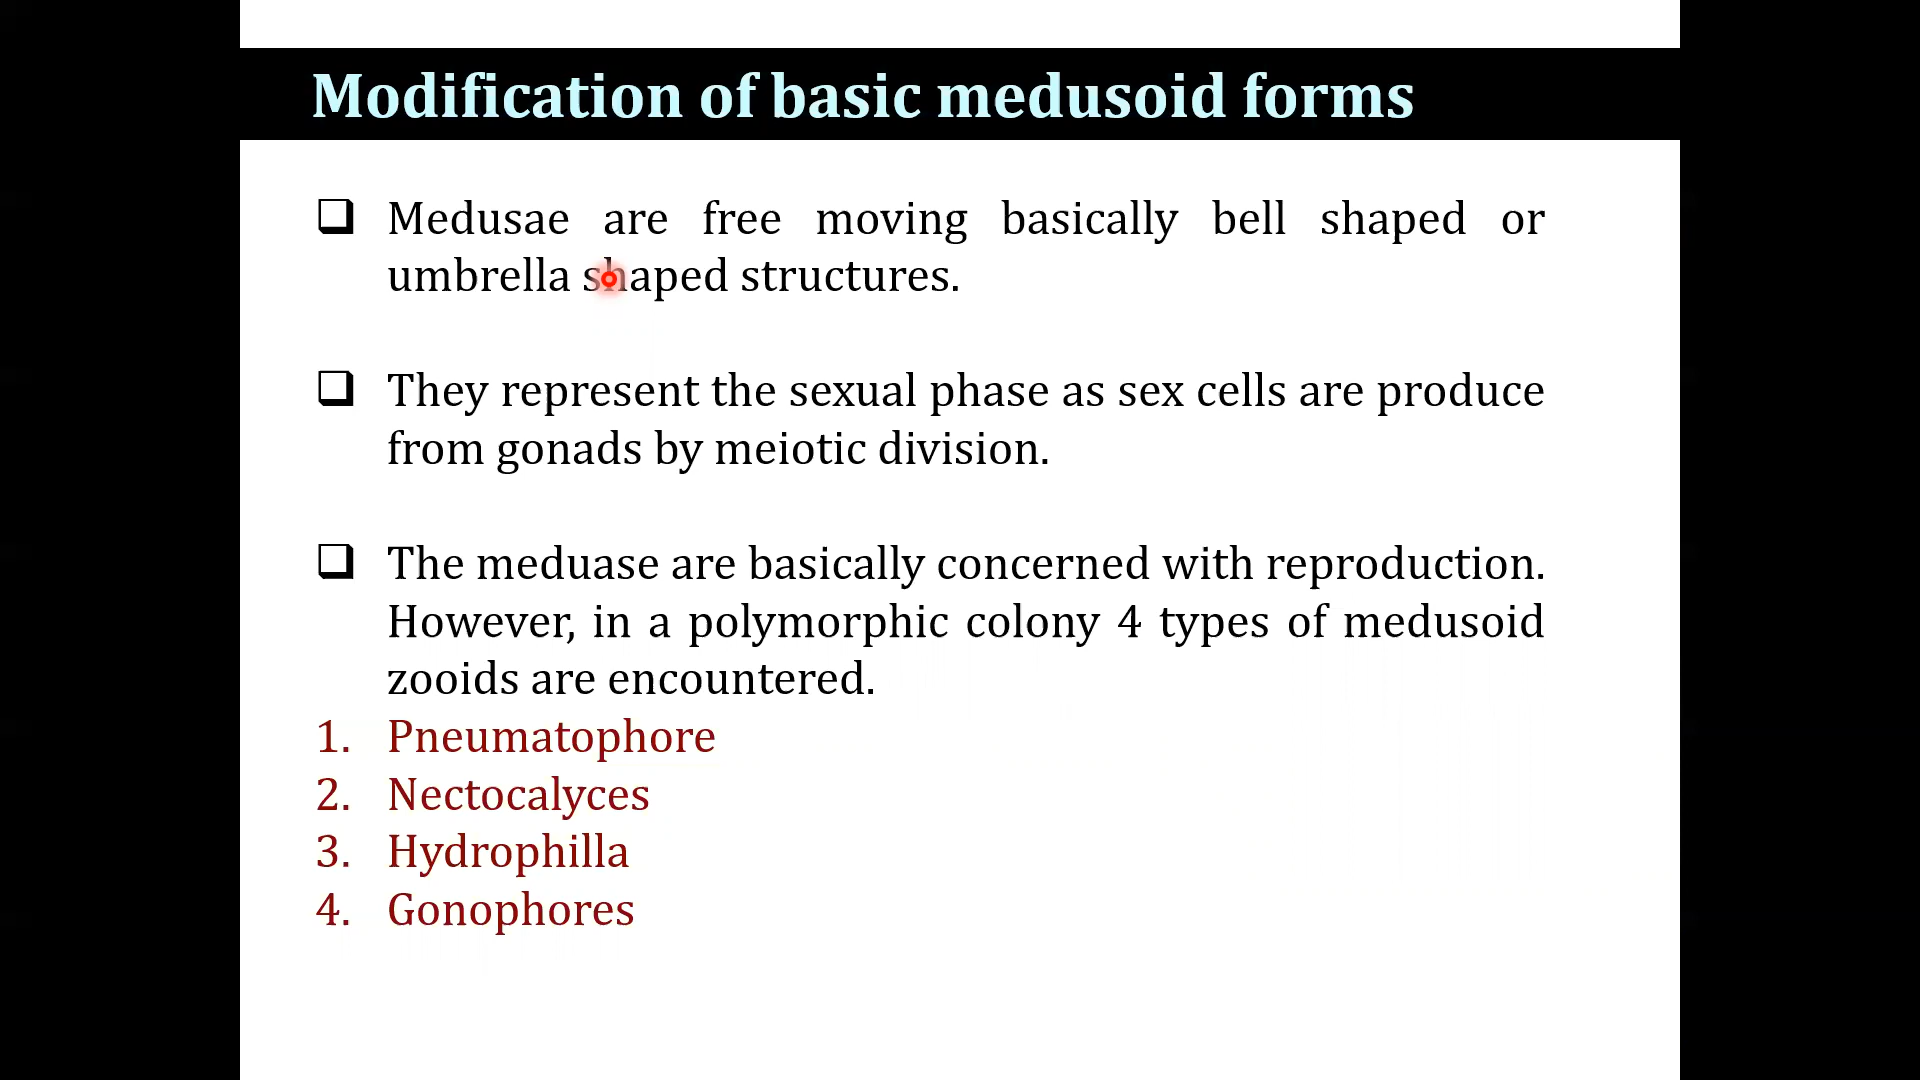 Modification of basic medusoid forms
❑ Medusae are free moving basically bell shaped or
umbrella shaped structures.
❑ They represent the sexual phase as sex cells are produce
from gonads by meiotic division.
❑ The meduase are basically concerned with reproduction.
However, in a polymorphic colony 4 types of medusoid
zooids are encountered.
1. Pneumatophore
2. Nectocalyces
3. Hydrophilla
4. Gonophores